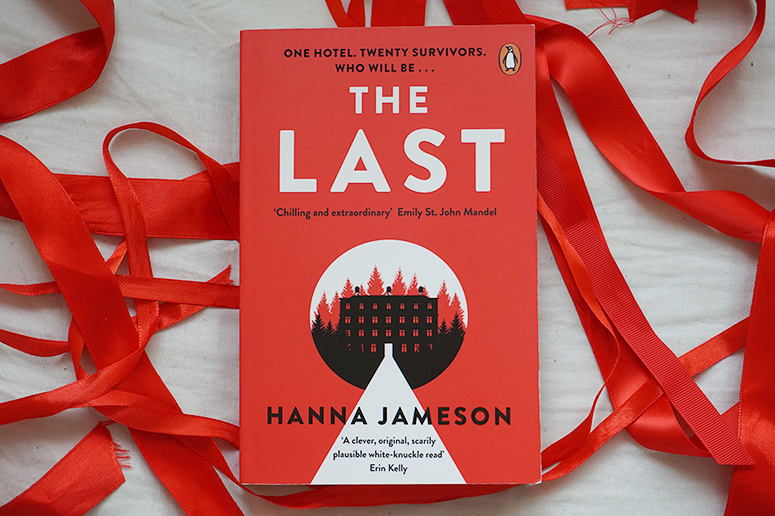 ONE HOTEL. TWENTY SURVIVORS.
WHO WILL BE . . .
THE
LAST
‘Chilling and extraordinary’ Emily St. John Mandel
HANNA JAMESON
‘A clever, original, scarily
plausible white-knuckle read’
Erin Kelly